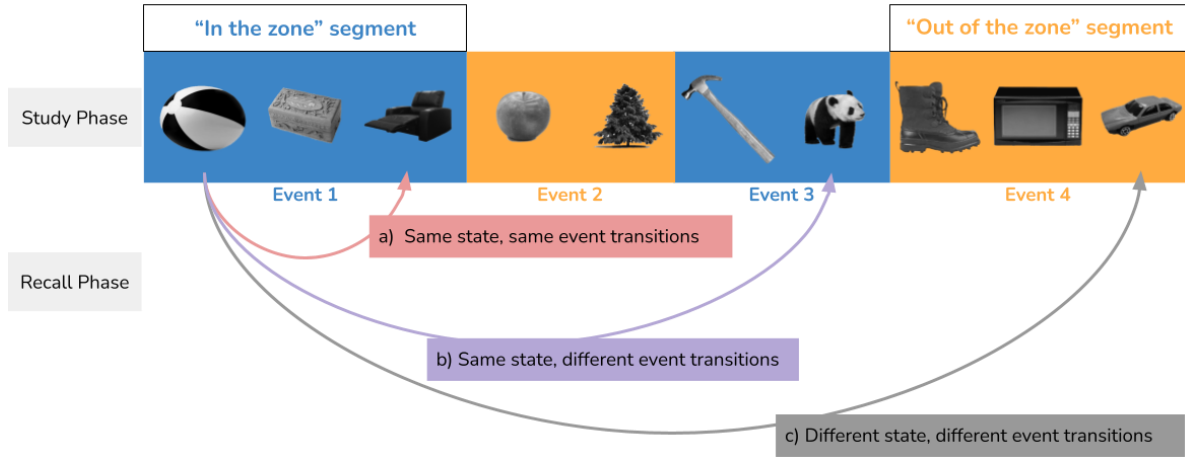 “In the zone” segment
“Out of the zone” segment
Study Phase
Event 1
Event 2
Event 3
Event 4
a) Same state, same event transitions
Recall Phase
b) Same state, different event transitions
c) Different state, different event transitions